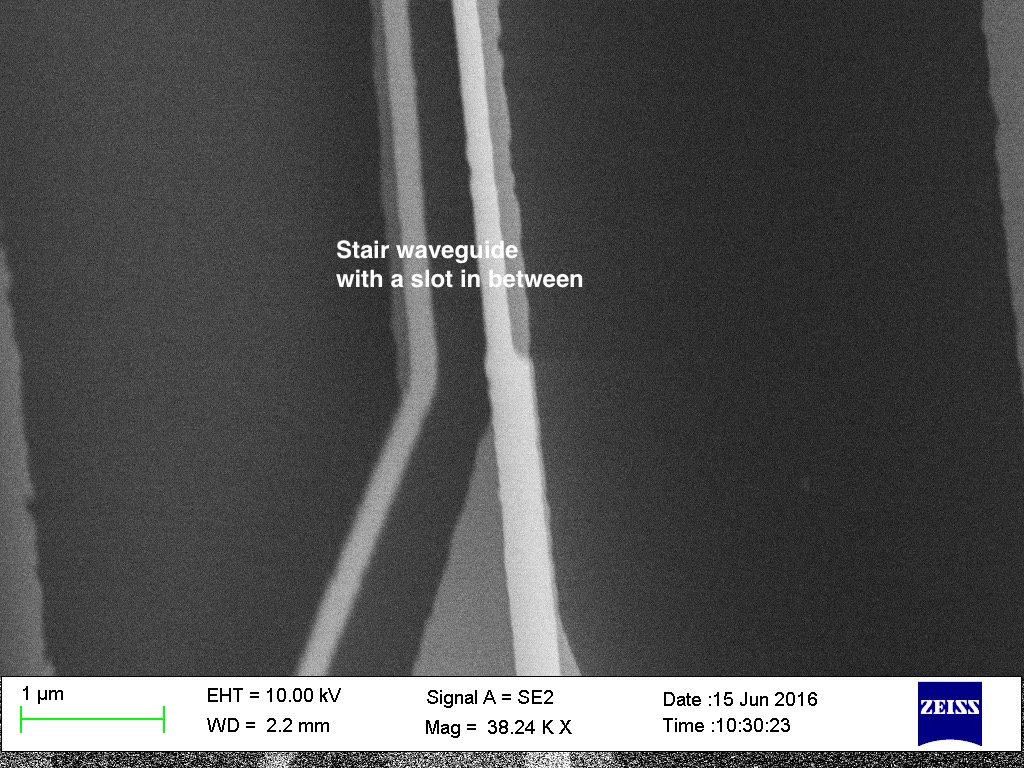 Stair waveguide
with a slot in between
1 µm
EHT = 10.00 kV
WD = 2.2 mm
Signal A = SE2
Mag = 38.24 K X
Date :15 Jun 2016
Time :10:30:23
ZEISS